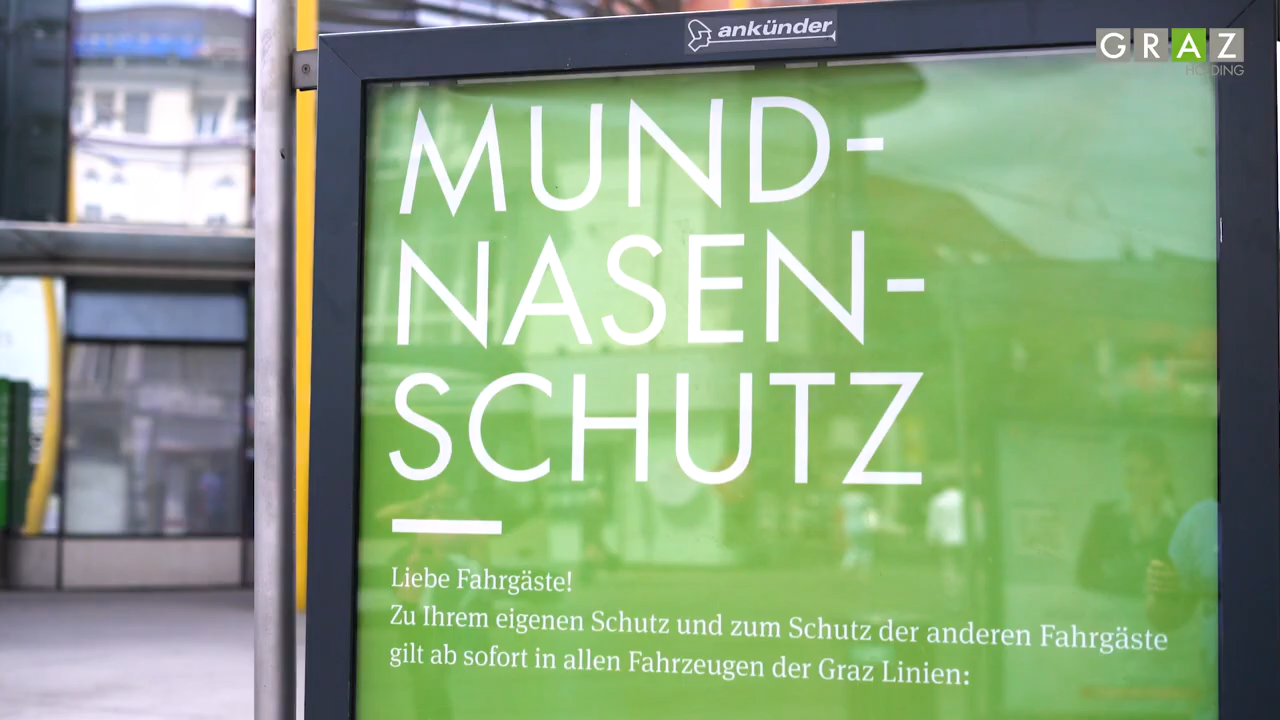 ankünder
GRAZ
HOLDING
MUND-
NASEN-
SCHUTZ
Liebe Fahrgäste!
Zu Ihrem eigenen Schutz und zum Schutz der anderen Fahrgäste
gilt ab sofort in allen Fahrzeugen der Graz Linien: